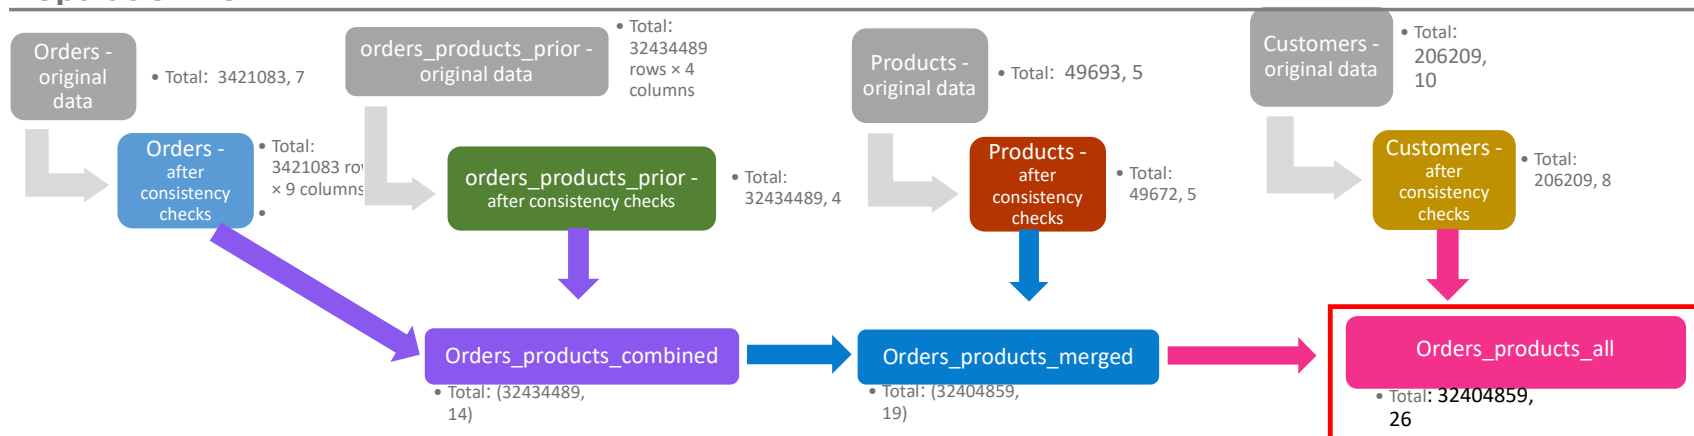 Orders -
original
data
• Total: 3421083, 7
orders_products_prior -
original data
• Total:
32434489
rows × 4
columns
Products -
original data
• Total: 49693, 5
Customers -
original data
• Total:
206209,
10
Orders -
after
consistency
checks
• Total:
3421083
× 9 columns
•
orders_products_prior -
after consistency checks
• Total:
32434489, 4
Products -
after
consistency
checks
• Total:
49672, 5
Customers -
after
consistency
checks
• Total:
206209, 8
Orders_products_combined
• Total: (32434489,
14)
Orders_products_merged
• Total: (32404859,
19)
Orders_products_all
• Total: 32404859,
26